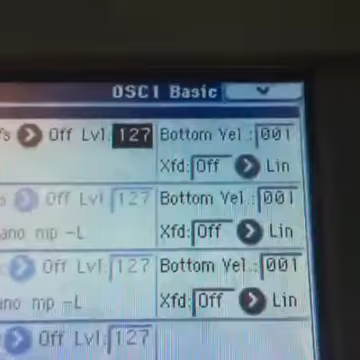 OSC1 Basic
fs Off Lvl: 127 Bottom Vel.: 001
Xfd: Off Lin
Off Lvl: 127 Bottom Vel.: 001
ano mp -L Xfd: Off Lin
Off Lvl: 127 Bottom Vel.: 001
ano mp -L Xfd: Off Lin
Off Lvl: 127